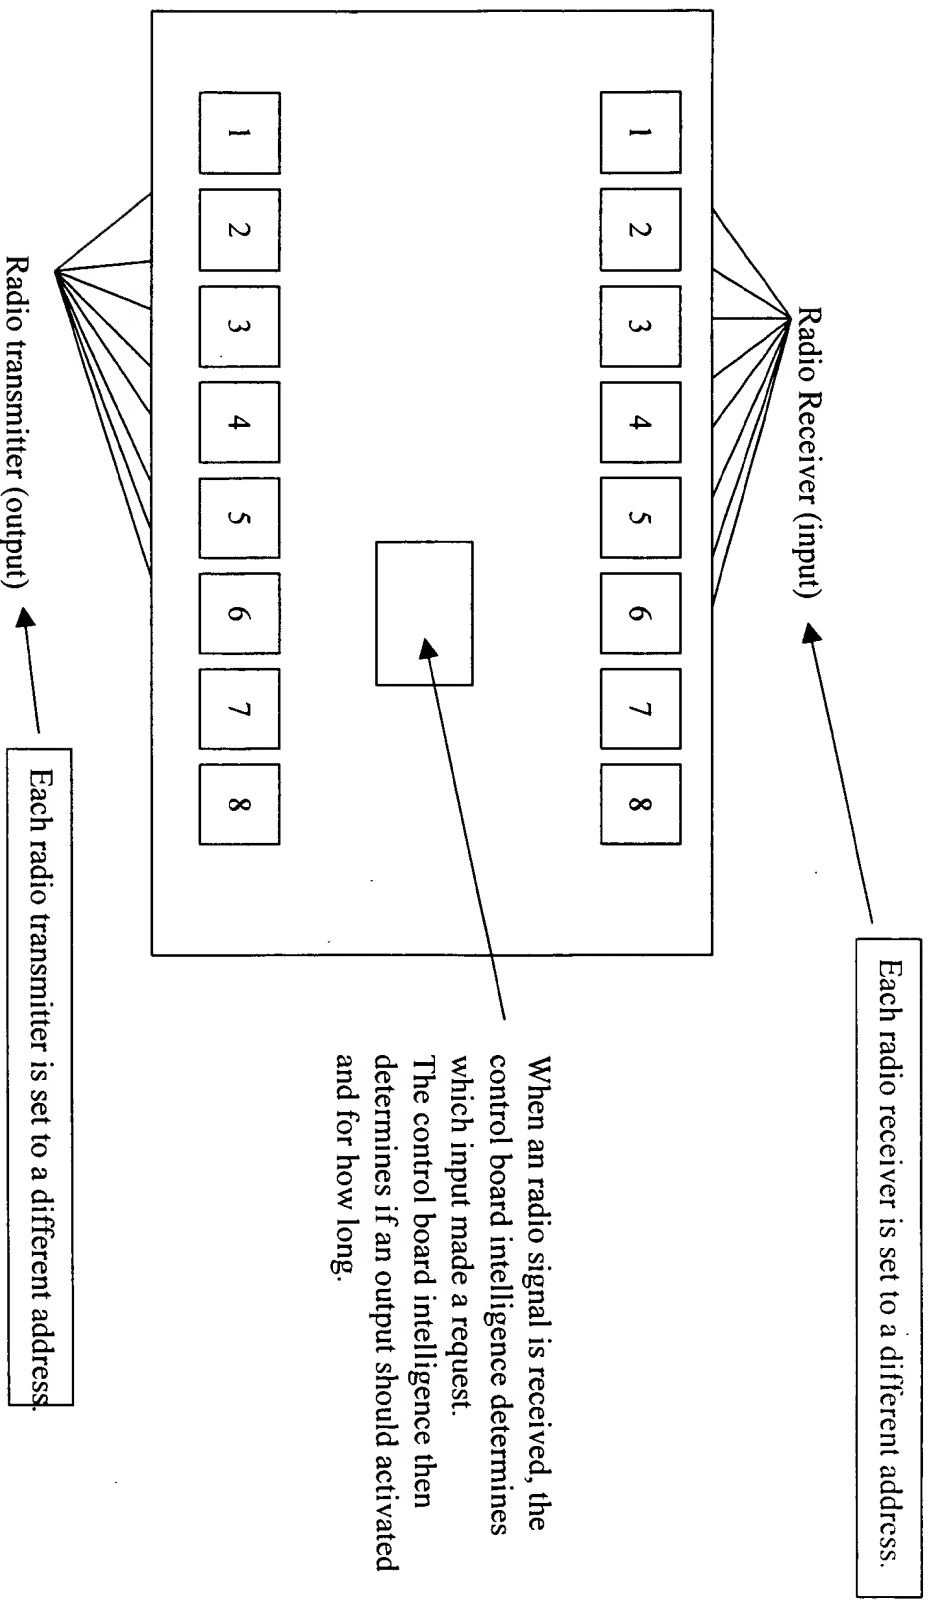 Each radio receiver is set to a different address.
Radio Receiver (input)
1 2 3 4 5 6 7 8
When an radio signal is received, the
control board intelligence determines
which input made a request.
The control board intelligence then
determines if an output should activated
and for how long.
1 2 3 4 5 6 7 8
Radio transmitter (output)
Each radio transmitter is set to a different address.